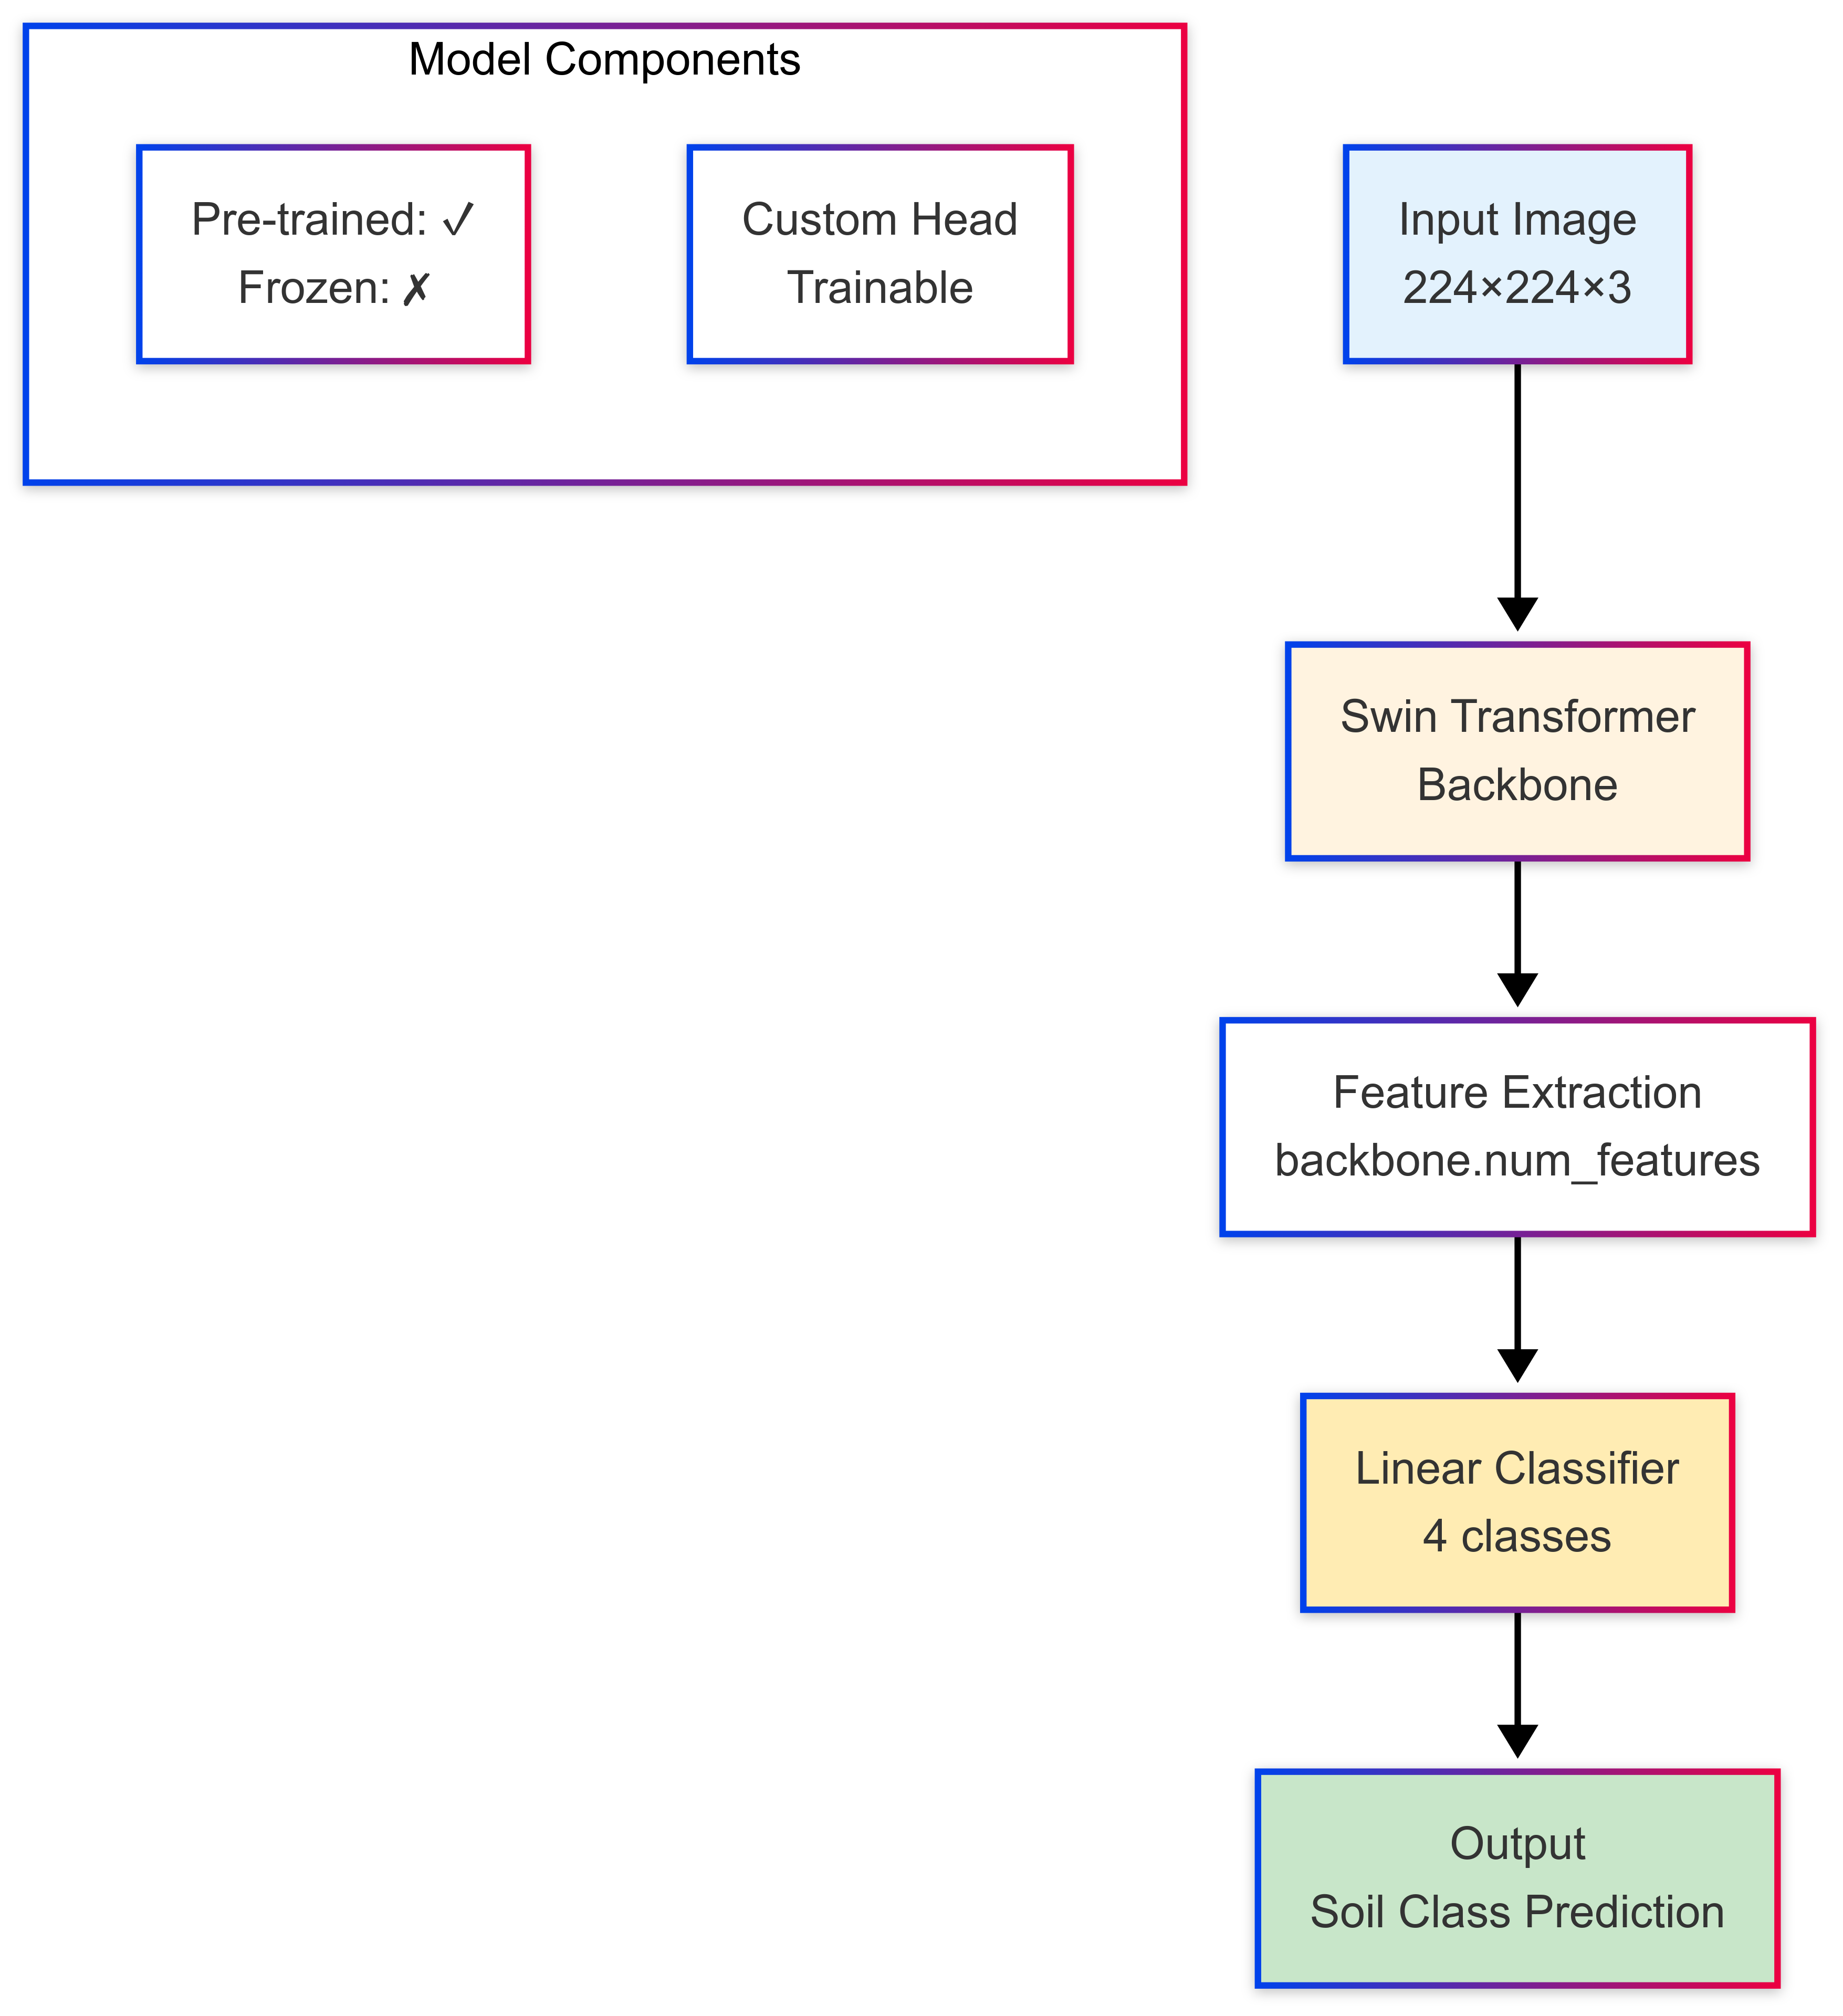 Model Components
Pre-trained: ✓
Frozen: ✗
Custom Head
Trainable
Input Image
224×224×3
Swin Transformer
Backbone
Feature Extraction
backbone.num_features
Linear Classifier
4 classes
Output
Soil Class Prediction